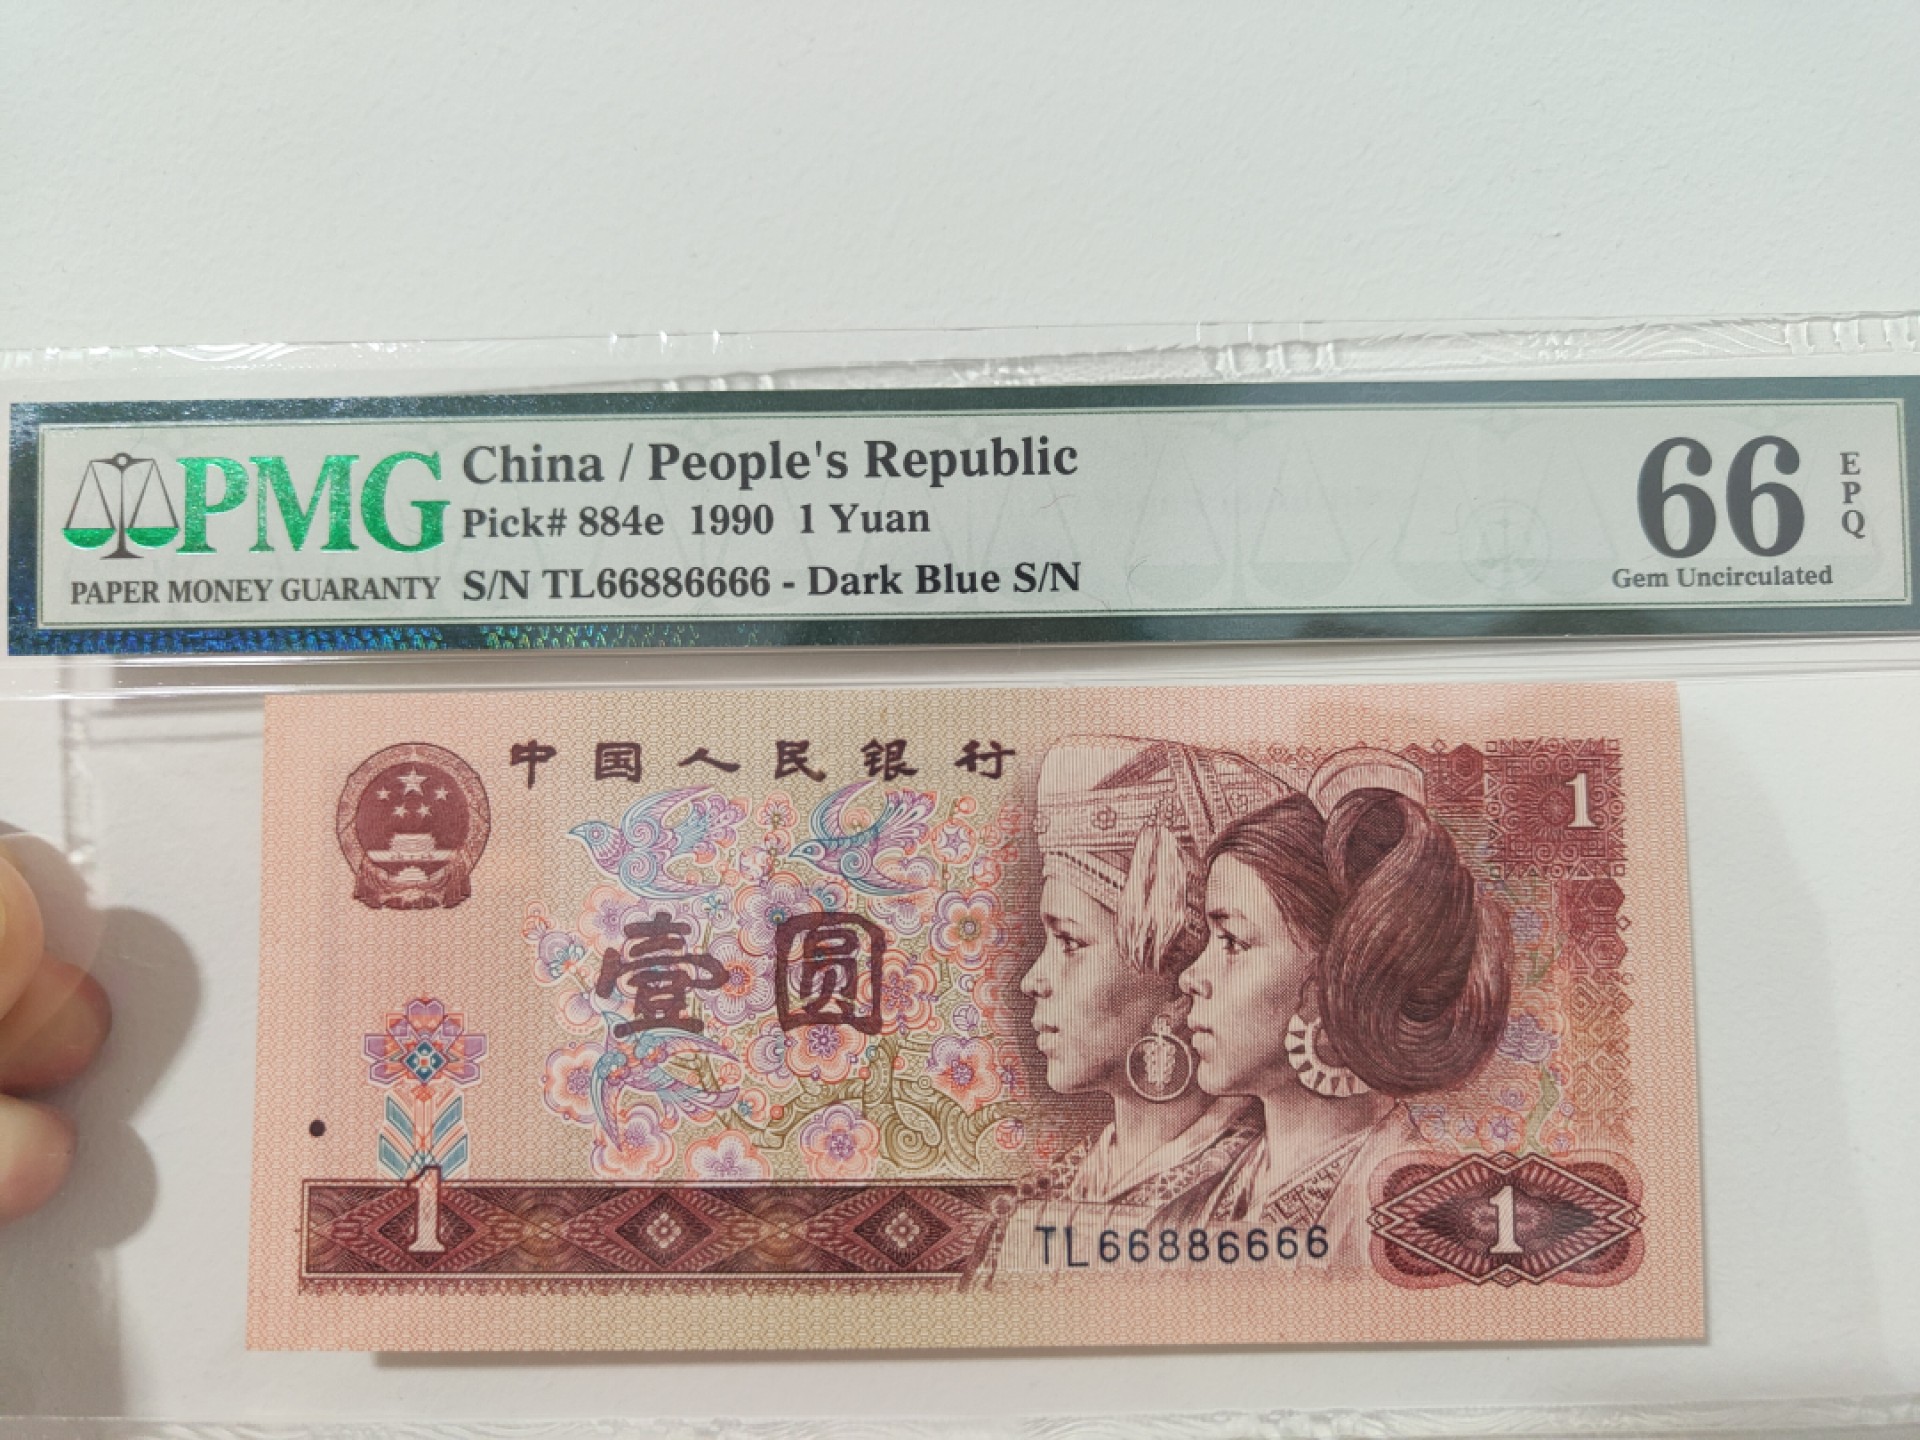 PMG
PAPER MONEY GUARANTY
China / People's Republic
Pick# 884e 1990 1 Yuan
S/N TL66886666 - Dark Blue S/N
66
EPQ
Gem Uncirculated
中国人民银行
1
壹圆
1
TL66886666
1